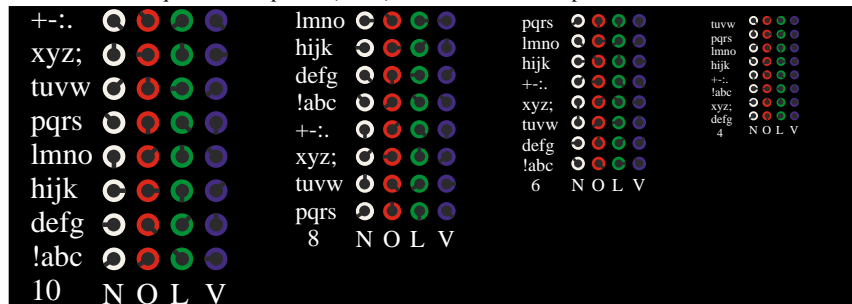 +-:.
xyz;
tuvw
pqrs
lmno
hijk
defg
!abc
10 N O L V
lmno
hijk
defg
!abc
+-:.
xyz;
tuvw
pqrs
8 N O L V
pqrs
lmno
hijk
+-:.
xyz;
tuvw
defg
!abc
6 N O L V
tuvw
pqrs
lmno
hijk
+-:.
!abc
xyz;
defg
4 N O L V